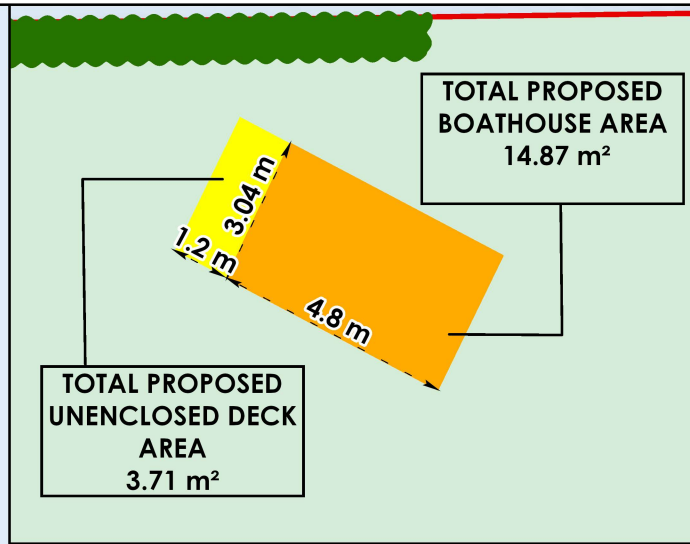 TOTAL PROPOSED
BOATHOUSE AREA
14.87 m²
3.04 m
1.2 m
4.8 m
TOTAL PROPOSED
UNENCLOSED DECK
AREA
3.71 m²